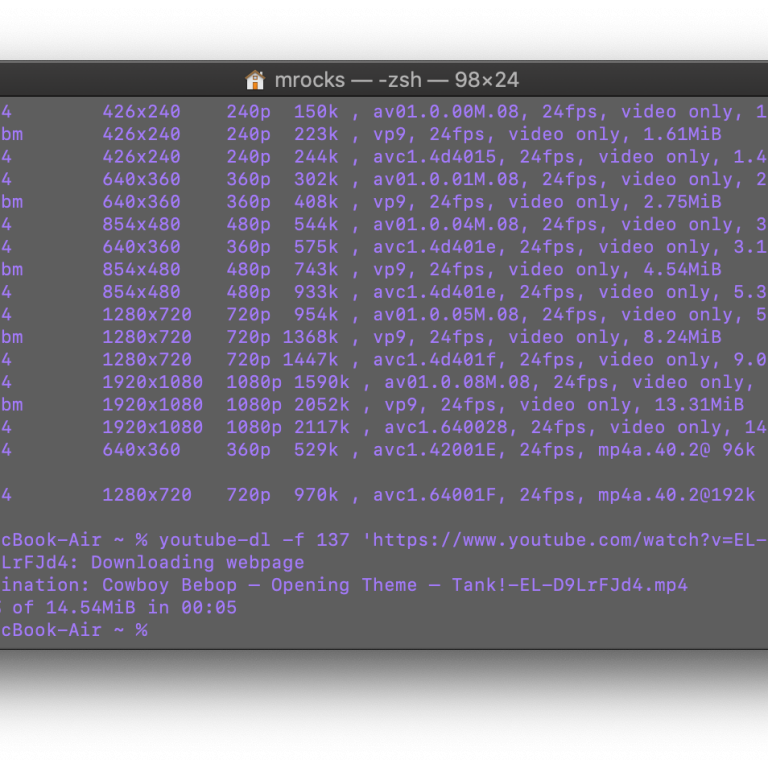 mrocks — -zsh — 98×24
4 426x240 240p 150k , av01.0.00M.08, 24fps, video only, 1
bm 426x240 240p 223k , vp9, 24fps, video only, 1.61MiB
4 426x240 240p 244k , avc1.4d4015, 24fps, video only, 1.4
4 640x360 360p 302k , av01.0.01M.08, 24fps, video only, 2
bm 640x360 360p 408k , vp9, 24fps, video only, 2.75MiB
4 854x480 480p 544k , av01.0.04M.08, 24fps, video only, 3
4 640x360 360p 575k , avc1.4d401e, 24fps, video only, 3.1
bm 854x480 480p 743k , vp9, 24fps, video only, 4.54MiB
4 854x480 480p 933k , avc1.4d401e, 24fps, video only, 5.3
4 1280x720 720p 954k , av01.0.05M.08, 24fps, video only, 5
bm 1280x720 720p 1368k , vp9, 24fps, video only, 8.24MiB
4 1280x720 720p 1447k , avc1.4d401f, 24fps, video only, 9.0
4 1920x1080 1080p 1590k , av01.0.08M.08, 24fps, video only,
bm 1920x1080 1080p 2052k , vp9, 24fps, video only, 13.31MiB
4 1920x1080 1080p 2117k , avc1.640028, 24fps, video only, 14
4 640x360 360p 529k , avc1.42001E, 24fps, mp4a.40.2@ 96k
4 1280x720 720p 970k , avc1.64001F, 24fps, mp4a.40.2@192k
cBook-Air ~ % youtube-dl -f 137 'https://www.youtube.com/watch?v=EL-
LrFJd4: Downloading webpage
ination: Cowboy Bebop - Opening Theme - Tank!-EL-D9LrFJd4.mp4
% of 14.54MiB in 00:05
cBook-Air ~ %